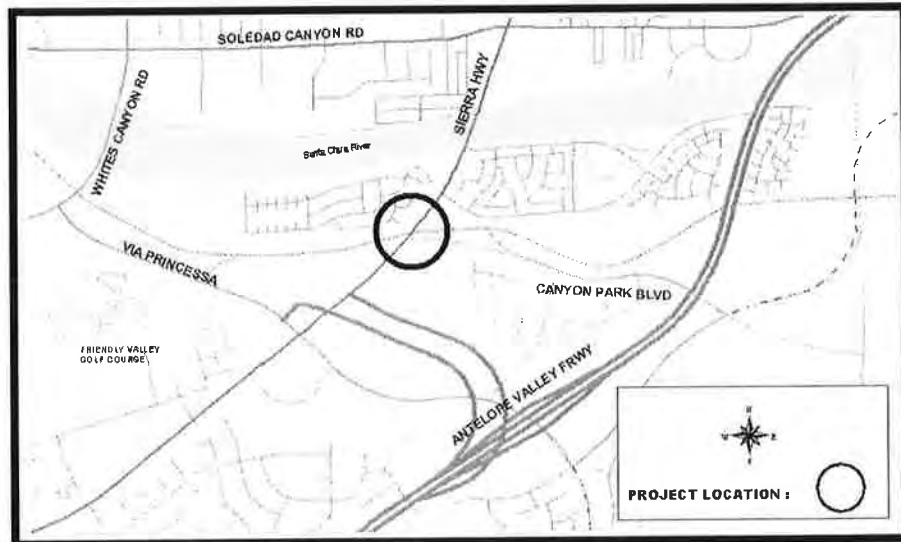 SOLEDAD CANYON RD
WHITES CANYON RD
SIERRA HWY
Santa Clara River
VIA PRINCESSA
CANYON PARK BLVD
FRIENDLY VALLEY
GOLF COURSE
ANTELOPE VALLEY FRWY
N
PROJECT LOCATION :